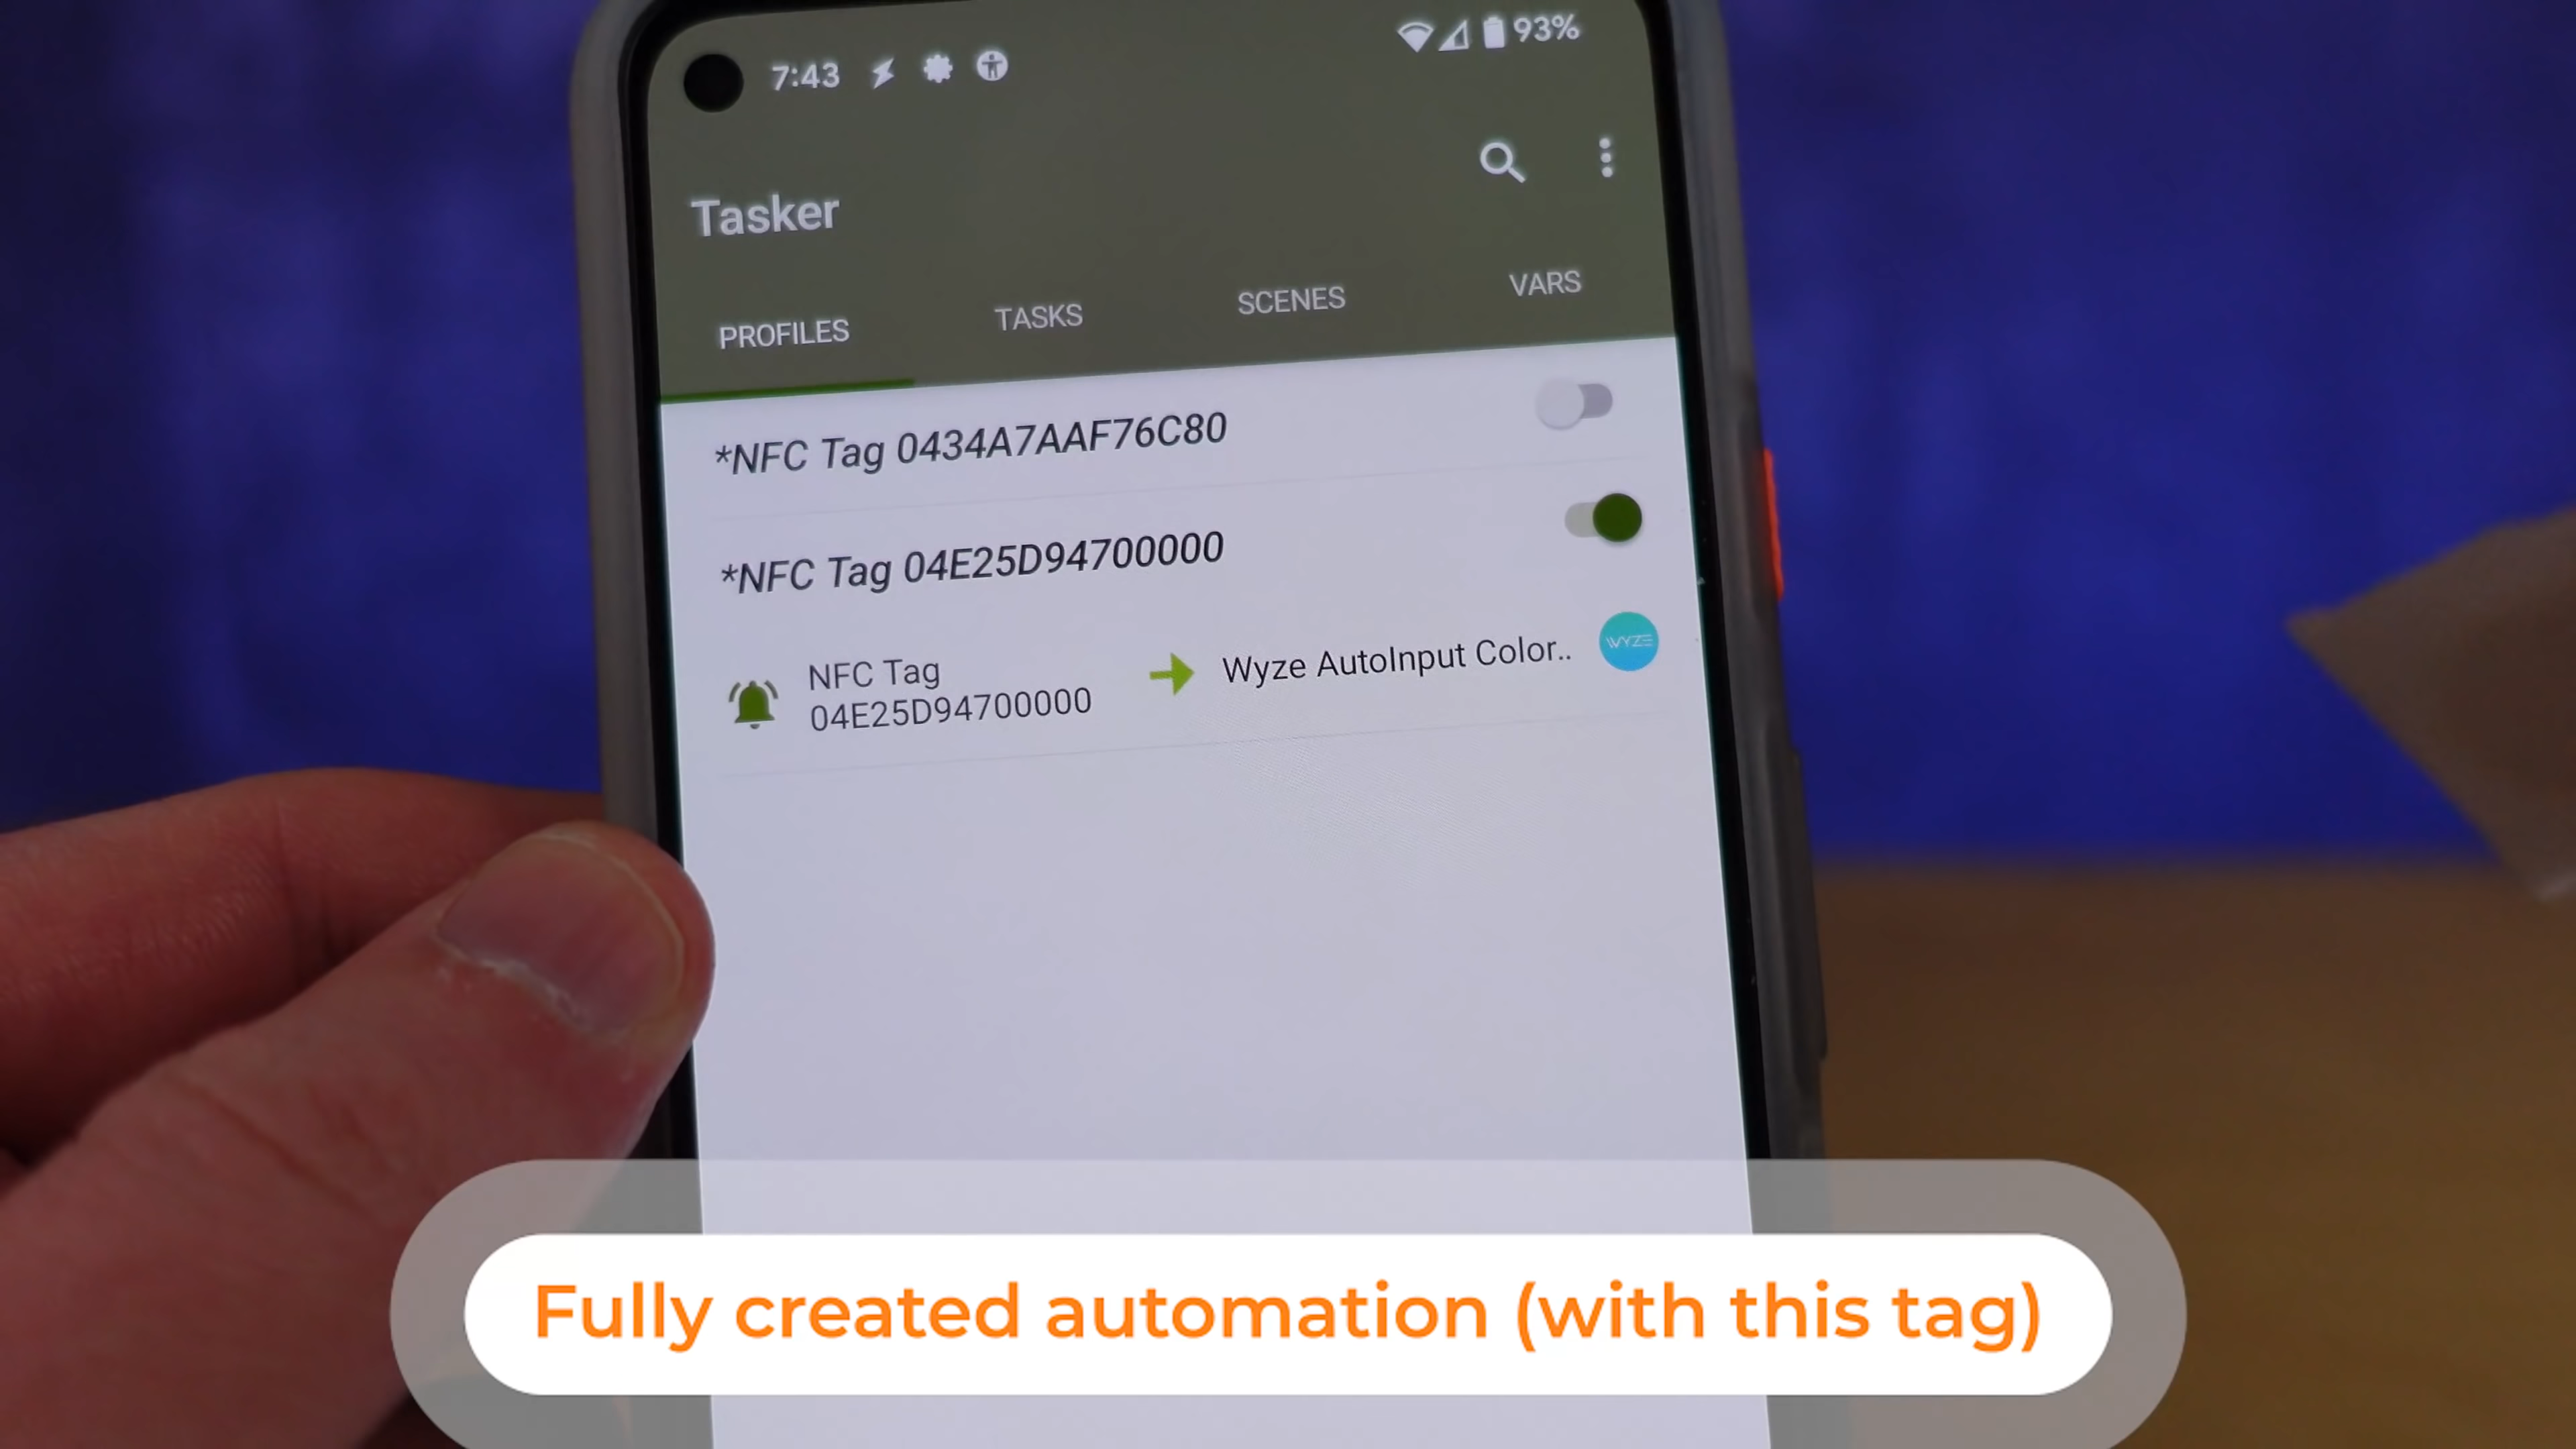 7:43
93%
Tasker
PROFILES TASKS SCENES VARS
*NFC Tag 0434A7AAF76C80
*NFC Tag 04E25D94700000
NFC Tag
04E25D94700000
Wyze AutoInput Color..
WYZE
Fully created automation (with this tag)